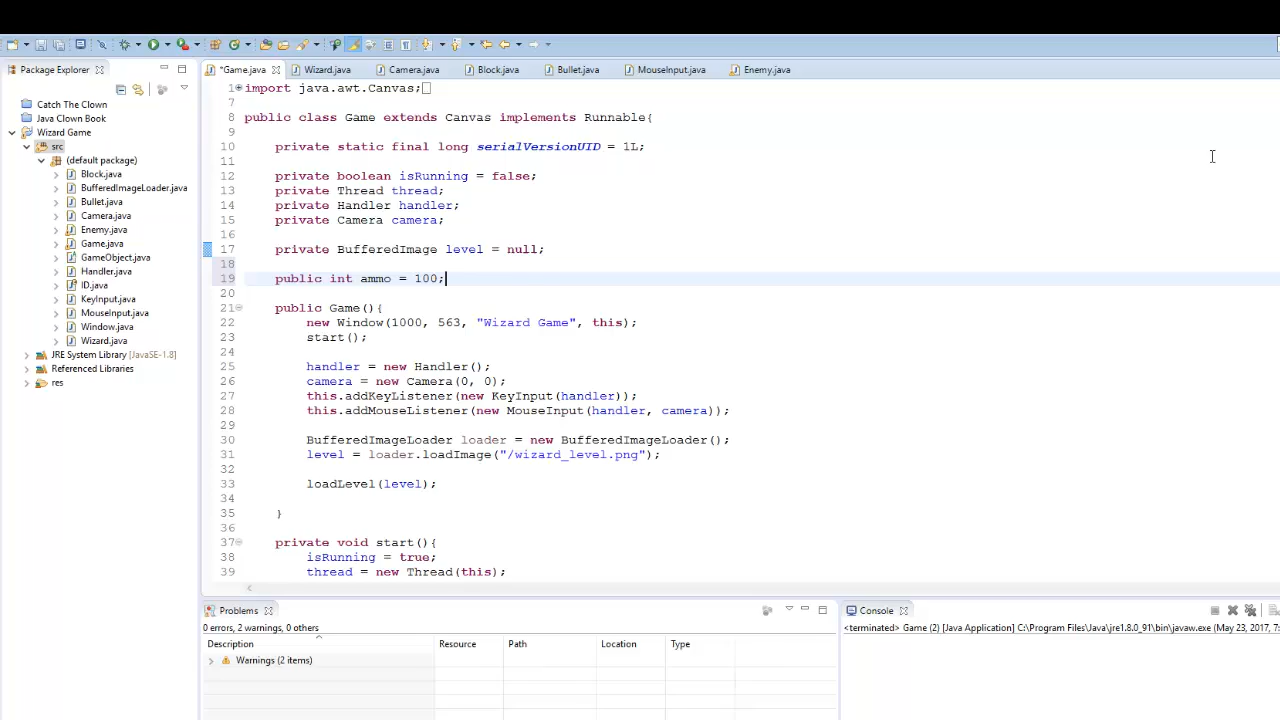 Package Explorer
*Game.java
Wizard.java
Camera.java
Block.java
Bullet.java
MouseInput.java
Enemy.java
Catch The Clown
Java Clown Book
Wizard Game
src
(default package)
Block.java
BufferedImageLoader.java
Bullet.java
Camera.java
Enemy.java
Game.java
GameObject.java
Handler.java
ID.java
KeyInput.java
MouseInput.java
Window.java
Wizard.java
JRE System Library [JavaSE-1.8]
Referenced Libraries
res
1 import java.awt.Canvas;
7
8 public class Game extends Canvas implements Runnable{
9
10 private static final long serialVersionUID = 1L;
11
12 private boolean isRunning = false;
13 private Thread thread;
14 private Handler handler;
15 private Camera camera;
16
17 private BufferedImage level = null;
18
19 public int ammo = 100;
20
21 public Game(){
22 new Window(1000, 563, "Wizard Game", this);
23 start();
24
25 handler = new Handler();
26 camera = new Camera(0, 0);
27 this.addKeyListener(new KeyInput(handler));
28 this.addMouseListener(new MouseInput(handler, camera));
29
30 BufferedImageLoader loader = new BufferedImageLoader();
31 level = loader.loadImage("/wizard_level.png");
32
33 loadLevel(level);
34
35 }
36
37 private void start(){
38 isRunning = true;
39 thread = new Thread(this);
Problems
0 errors, 2 warnings, 0 others
Description Resource Path Location Type
Warnings (2 items)
Console
<terminated> Game (2) [Java Application] C:\Program Files\Java\jre1.8.0_91\bin\javaw.exe (May 23, 2017, 7: